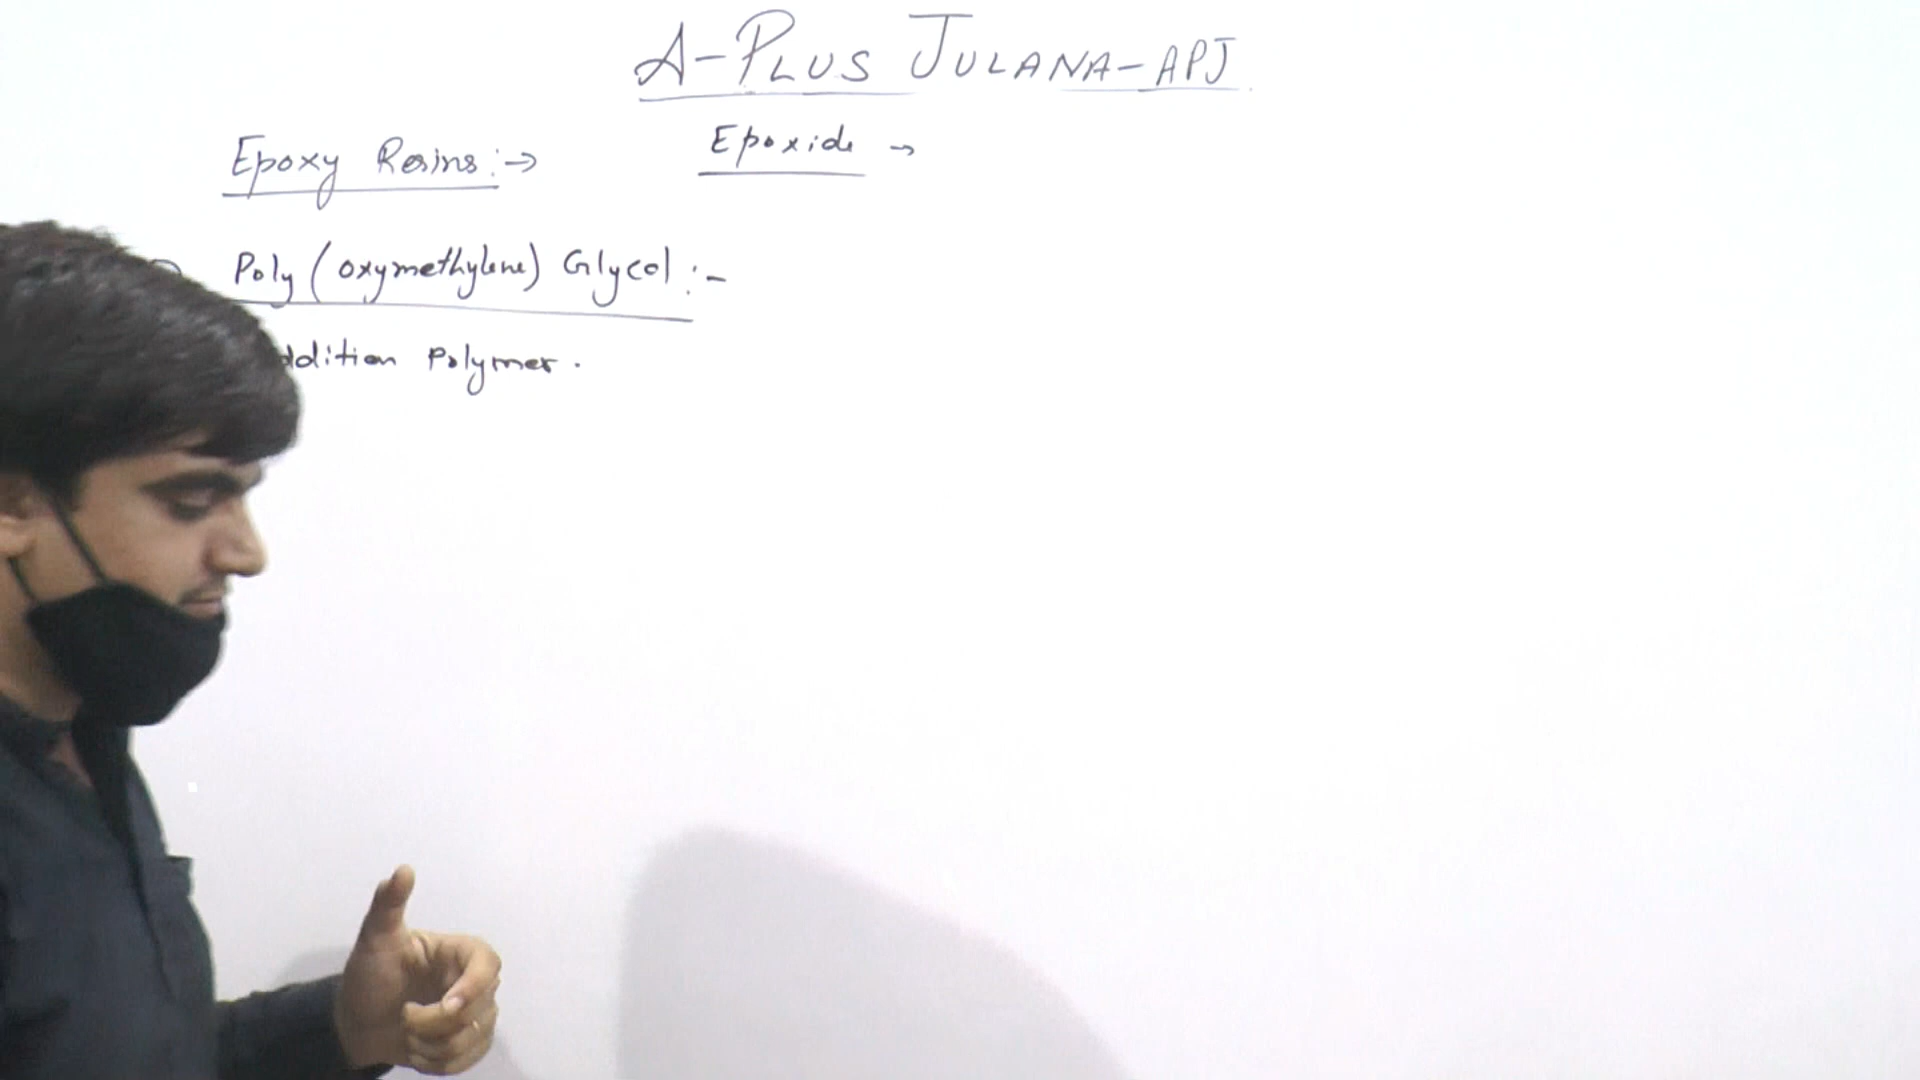 A-PLUS JULANA-APJ
Epoxy Resins:→ Epoxide →
Poly (oxymethylene) Glycol :-
ddition Polymer.